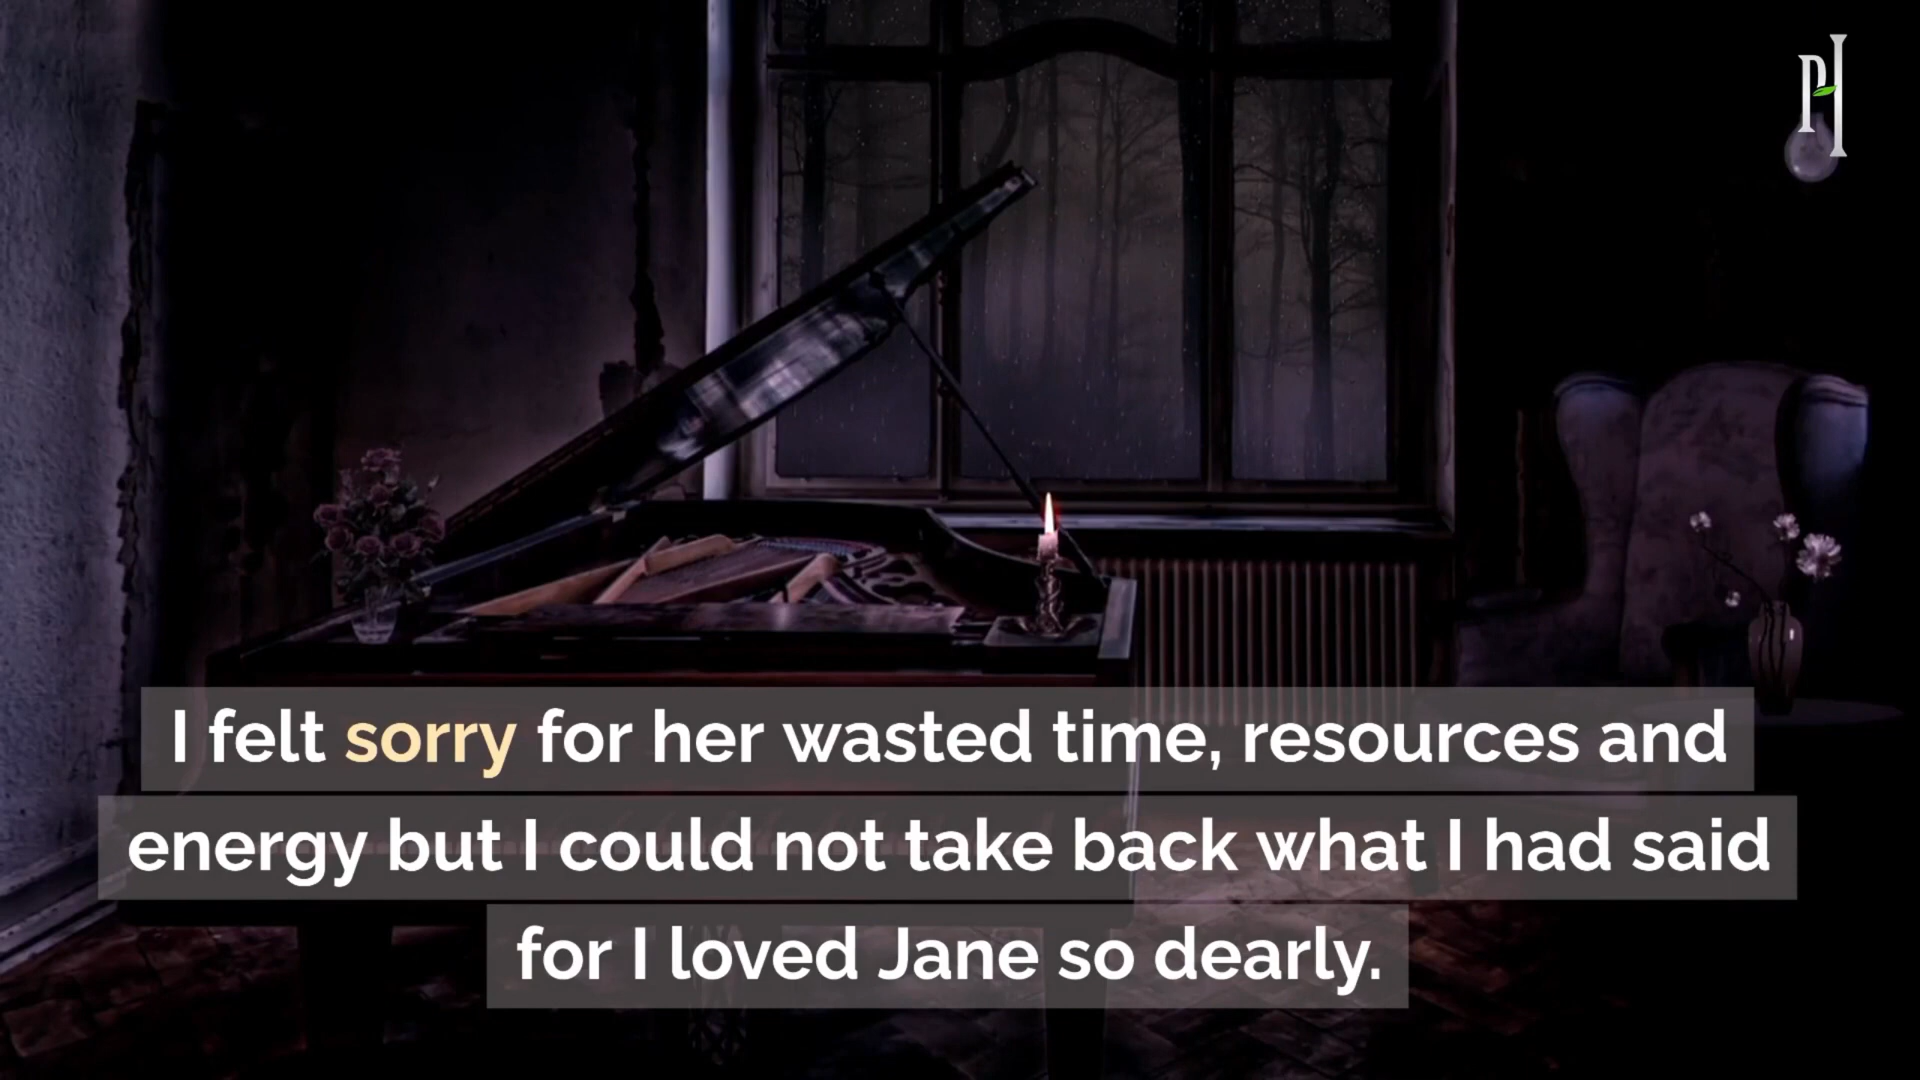 PI
I felt sorry for her wasted time, resources and
energy but I could not take back what I had said
for I loved Jane so dearly.